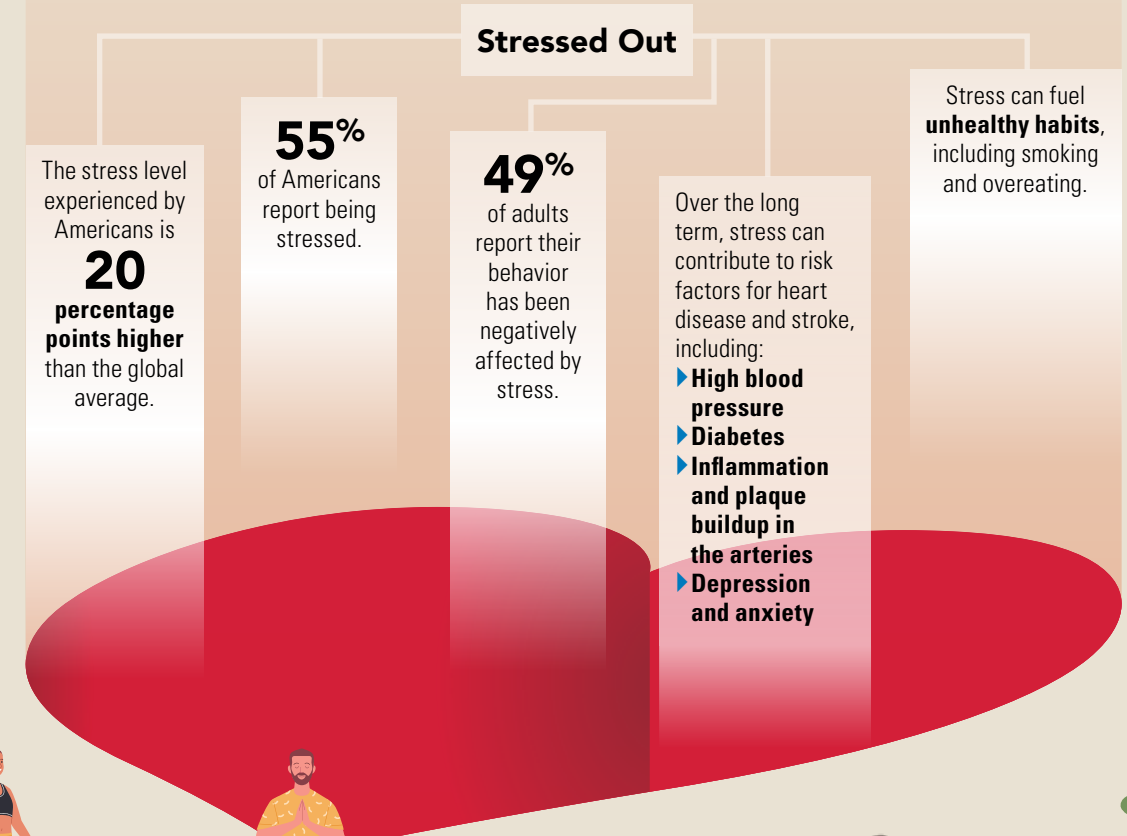 Stressed Out
The stress level
experienced by
Americans is
20
percentage
points higher
than the global
average.
55%
of Americans
report being
stressed.
49%
of adults
report their
behavior
has been
negatively
affected by
stress.
Over the long
term, stress can
contribute to risk
factors for heart
disease and stroke,
including:
High blood
pressure
Diabetes
Inflammation
and plaque
buildup in
the arteries
Depression
and anxiety
Stress can fuel
unhealthy habits,
including smoking
and overeating.